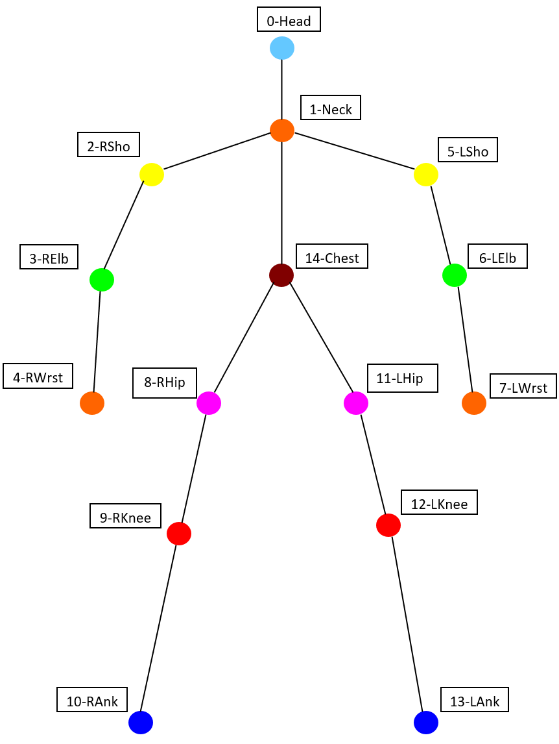 0-Head
1-Neck
2-RSho
5-LSho
3-RElb
14-Chest
6-LElb
4-RWrst
8-RHip
11-LHip
7-LWrst
9-RKnee
12-LKnee
10-RAnk
13-LAnk